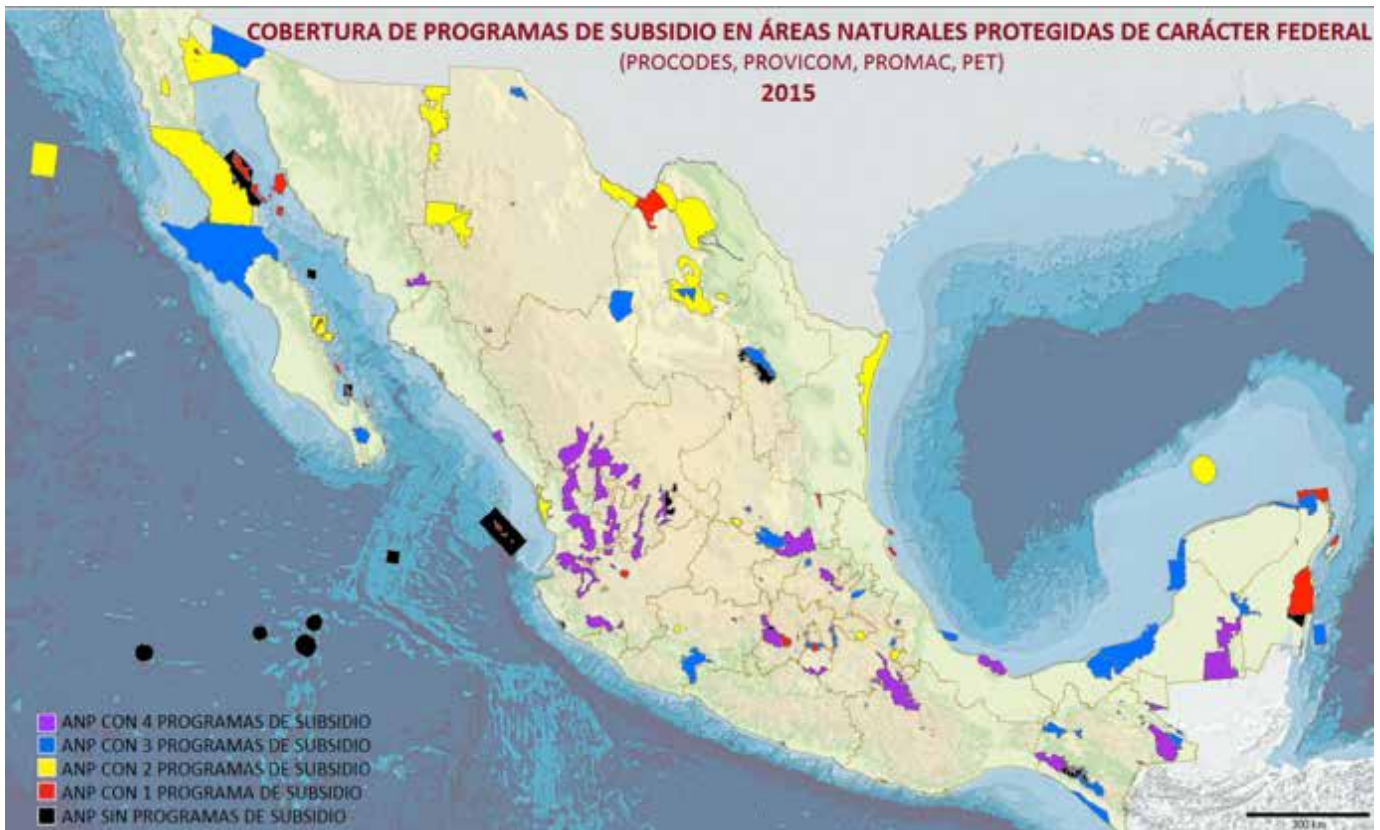 COBERTURA DE PROGRAMAS DE SUBSIDIO EN ÁREAS NATURALES PROTEGIDAS DE CARÁCTER FEDERAL
(PROCODES, PROVICOM, PROMAC, PET)
2015
ANP CON 4 PROGRAMAS DE SUBSIDIO
ANP CON 3 PROGRAMAS DE SUBSIDIO
ANP CON 2 PROGRAMAS DE SUBSIDIO
ANP CON 1 PROGRAMA DE SUBSIDIO
ANP SIN PROGRAMAS DE SUBSIDIO
300 km